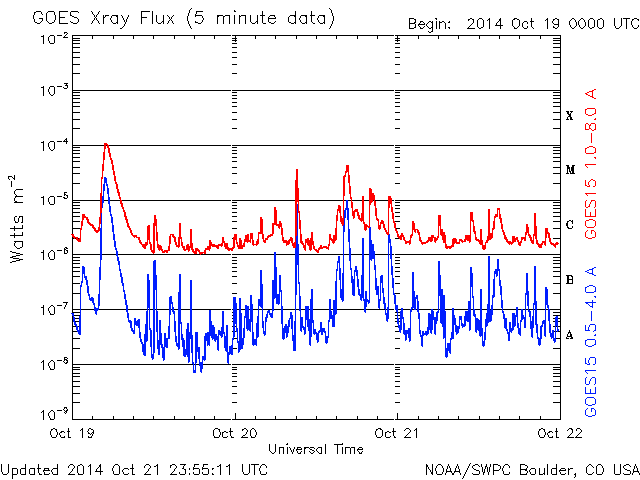 GOES Xray Flux (5 minute data)
Begin: 2014 Oct 19 0000 UTC
10-2
10-3
10-4
10-5
10-6
10-7
10-8
10-9
Watts m-2
X
M
C
B
A
GOES15 1.0-8.0 A
GOES15 0.5-4.0 A
Oct 19 Oct 20 Oct 21 Oct 22
Universal Time
Updated 2014 Oct 21 23:55:11 UTC
NOAA/SWPC Boulder, CO USA